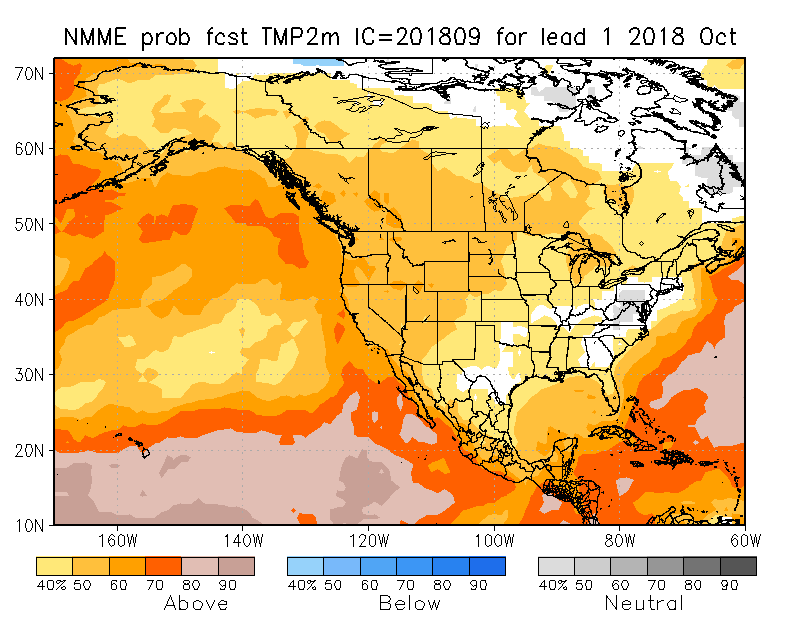 NMME prob fcst TMP2m IC=201809 for lead 1 2018 Oct
70N
60N
50N
40N
30N
20N
10N
160W 140W 120W 100W 80W 60W
40% 50 60 70 80 90 40% 50 60 70 80 90 40% 50 60 70 80 90
Above Below Neutral